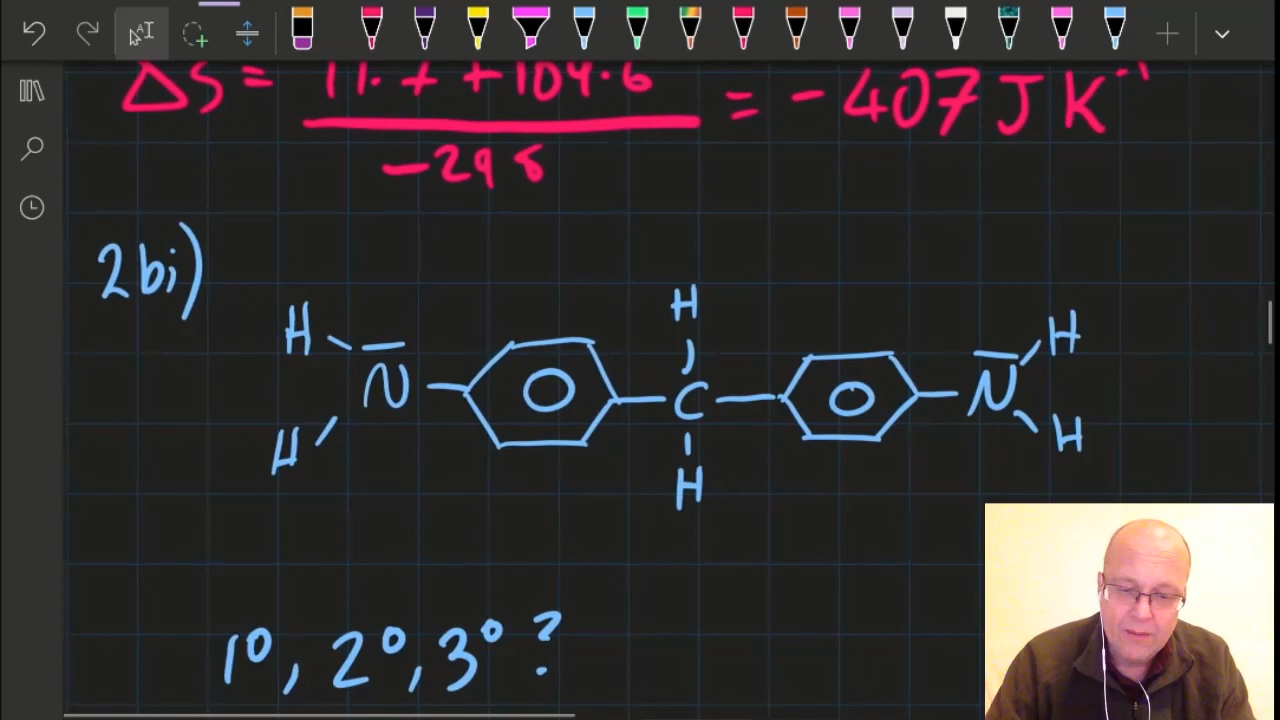 ΔS = 11.7 + 104.6 = - 407 J K⁻¹
-298
2bi)
H
H N̄ N̄ H
C
H H
H
1°, 2°, 3° ?